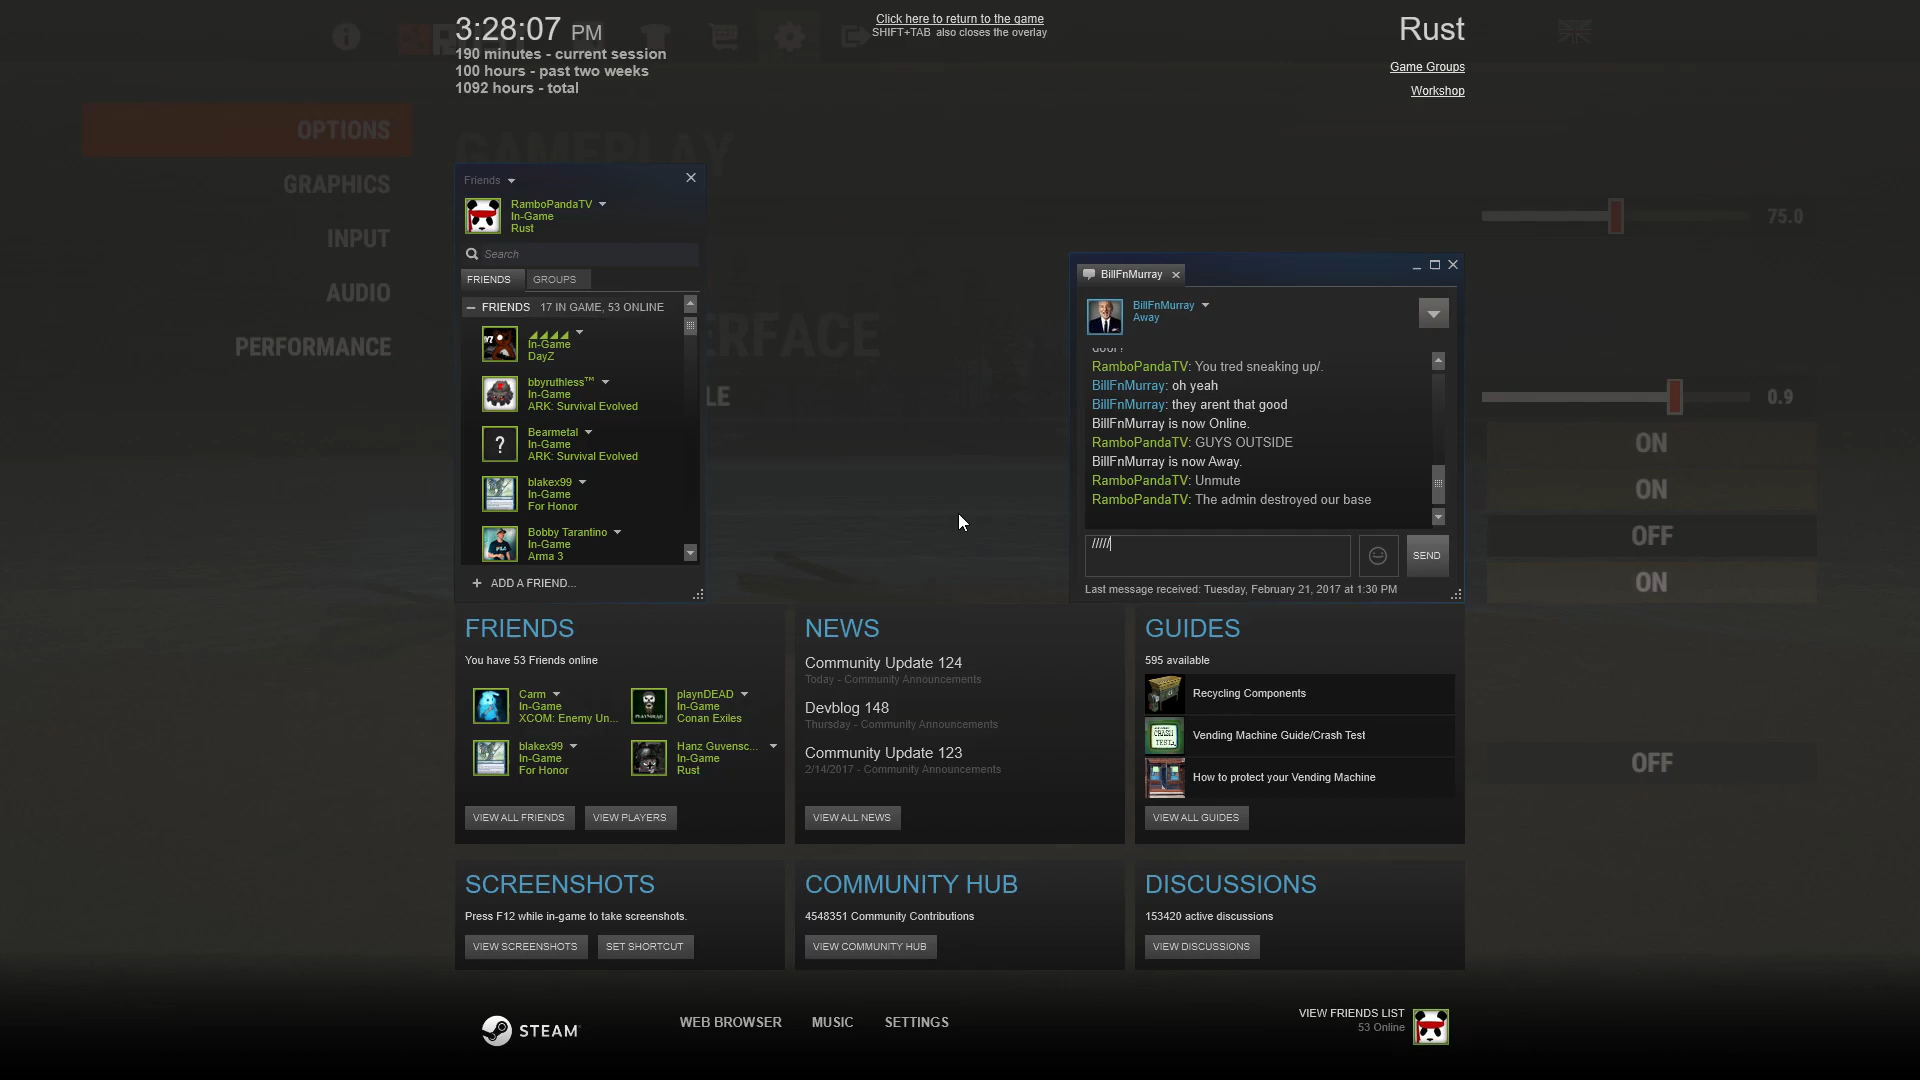 3:28:07 PM
190 minutes - current session
100 hours - past two weeks
1092 hours - total
Click here to return to the game
SHIFT+TAB also closes the overlay
Rust
Game Groups
Workshop
OPTIONS
GRAPHICS
INPUT
AUDIO
PERFORMANCE
GAMEPLAY
75.0
0.9
ON
ON
OFF
ON
OFF
Friends
RamboPandaTV
In-Game
Rust
Search
FRIENDS GROUPS
FRIENDS 17 IN GAME, 53 ONLINE
In-Game
DayZ
bbyruthless™
In-Game
ARK: Survival Evolved
Bearmetal
In-Game
ARK: Survival Evolved
blakex99
In-Game
For Honor
Bobby Tarantino
In-Game
Arma 3
+ ADD A FRIEND...
BillFnMurray
BillFnMurray
Away
door?
RamboPandaTV: You tred sneaking up/.
BillFnMurray: oh yeah
BillFnMurray: they arent that good
BillFnMurray is now Online.
RamboPandaTV: GUYS OUTSIDE
BillFnMurray is now Away.
RamboPandaTV: Unmute
RamboPandaTV: The admin destroyed our base
/////
SEND
Last message received: Tuesday, February 21, 2017 at 1:30 PM
FRIENDS
You have 53 Friends online
Carm
In-Game
XCOM: Enemy Un...
playnDEAD
In-Game
Conan Exiles
blakex99
In-Game
For Honor
Hanz Guvensc...
In-Game
Rust
VIEW ALL FRIENDS VIEW PLAYERS
NEWS
Community Update 124
Today - Community Announcements
Devblog 148
Thursday - Community Announcements
Community Update 123
2/14/2017 - Community Announcements
VIEW ALL NEWS
GUIDES
595 available
Recycling Components
Vending Machine Guide/Crash Test
How to protect your Vending Machine
VIEW ALL GUIDES
SCREENSHOTS
Press F12 while in-game to take screenshots.
VIEW SCREENSHOTS SET SHORTCUT
COMMUNITY HUB
4548351 Community Contributions
VIEW COMMUNITY HUB
DISCUSSIONS
153420 active discussions
VIEW DISCUSSIONS
STEAM
WEB BROWSER MUSIC SETTINGS
VIEW FRIENDS LIST
53 Online